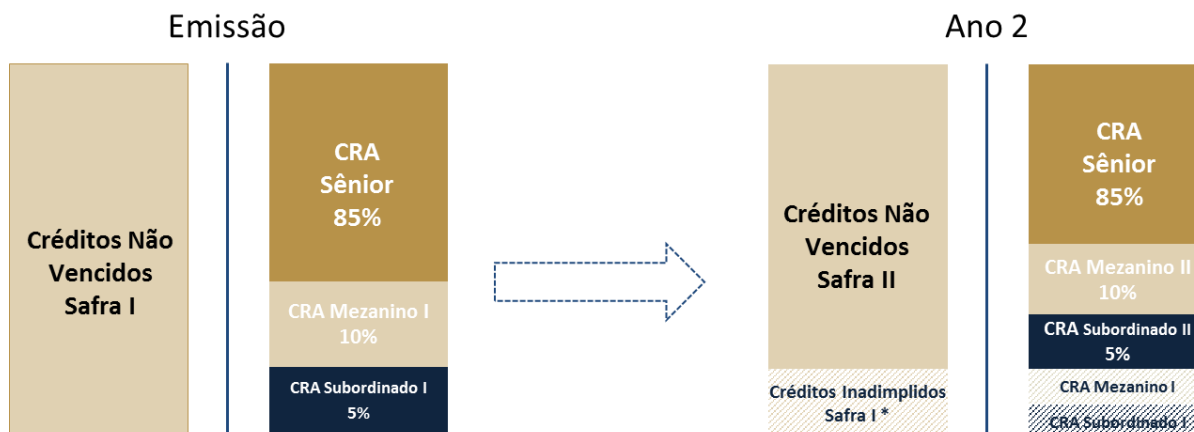 Emissão
Créditos Não
Vencidos
Safra I
CRA
Sênior
85%
CRA Mezanino I
10%
CRA Subordinado I
5%
Ano 2
Créditos Não
Vencidos
Safra II
Créditos Inadimplidos
Safra I *
CRA
Sênior
85%
CRA Mezanino II
10%
CRA Subordinado II
5%
CRA Mezanino I
CRA Subordinado I